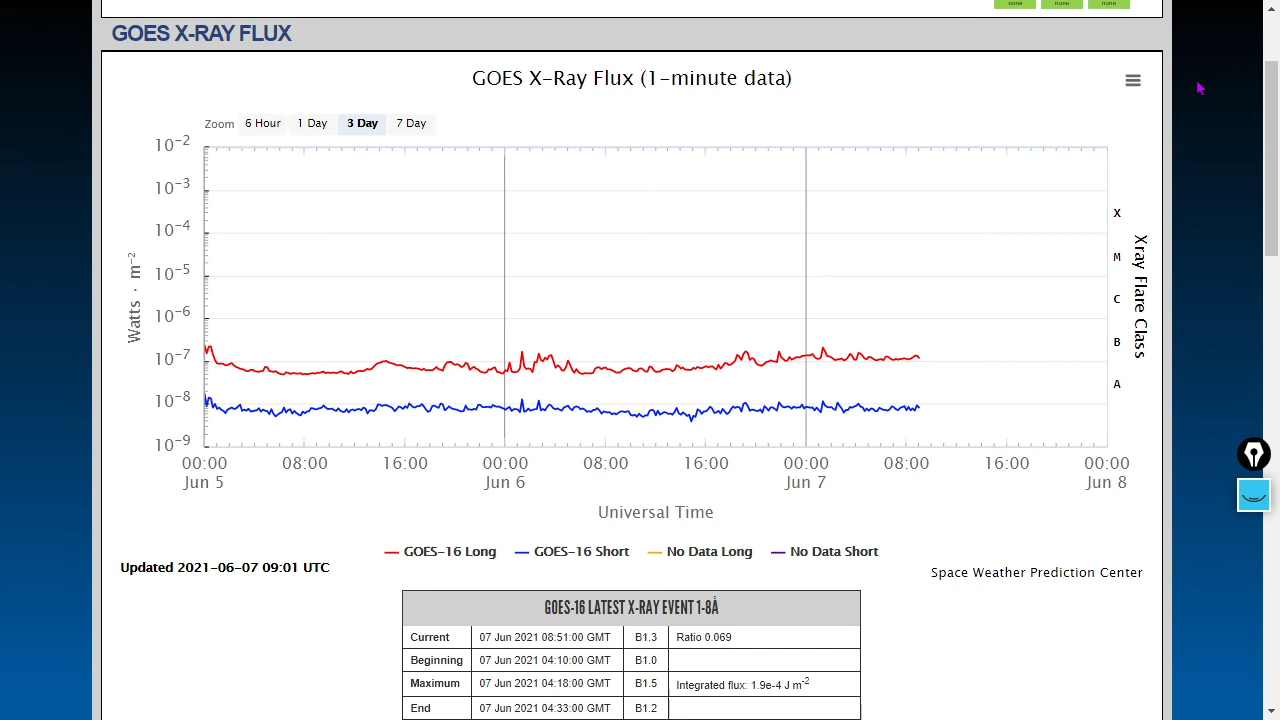 none none none
GOES X-RAY FLUX
GOES X-Ray Flux (1-minute data)
Zoom 6 Hour 1 Day 3 Day 7 Day
10-2
10-3
10-4
10-5
10-6
10-7
10-8
10-9
Watts · m-2
X
M
C
B
A
Xray Flare Class
00:00 08:00 16:00 00:00 08:00 16:00 00:00 08:00 16:00 00:00
Jun 5 Jun 6 Jun 7 Jun 8
Universal Time
GOES-16 Long GOES-16 Short No Data Long No Data Short
Updated 2021-06-07 09:01 UTC
Space Weather Prediction Center
GOES-16 LATEST X-RAY EVENT 1-8Å
Current 07 Jun 2021 08:51:00 GMT B1.3 Ratio 0.069
Beginning 07 Jun 2021 04:10:00 GMT B1.0
Maximum 07 Jun 2021 04:18:00 GMT B1.5 Integrated flux: 1.9e-4 J m-2
End 07 Jun 2021 04:33:00 GMT B1.2